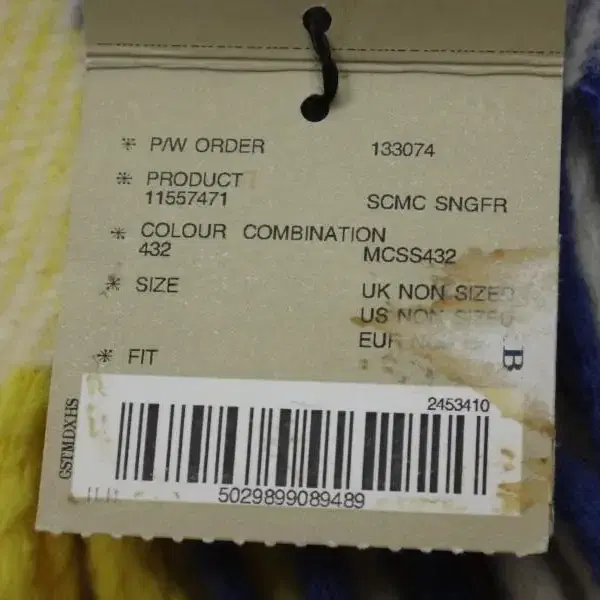 * P/W ORDER 133074
* PRODUCT
11557471 SCMC SNGFR
* COLOUR COMBINATION
432 MCSS432
* SIZE UK NON SIZED
US NON SIZED
EUR
* FIT
B
GSTMDXHS
2453410
5029899089489